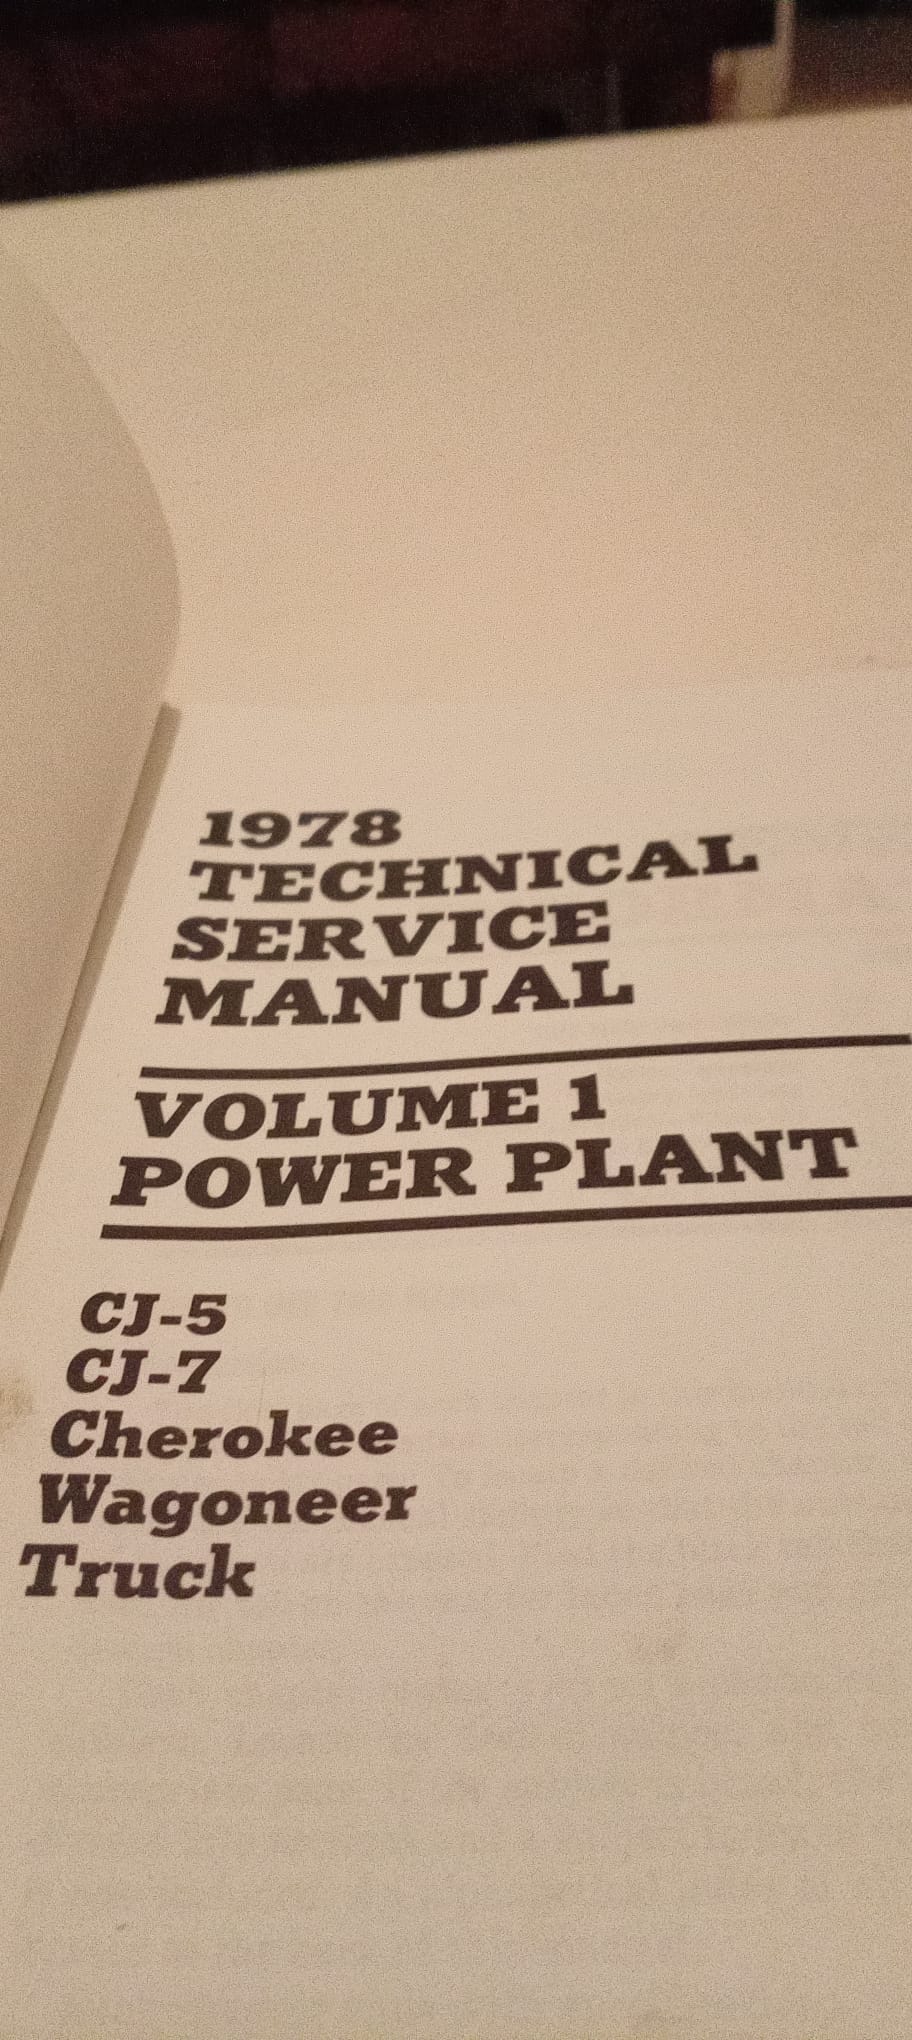 1978
TECHNICAL
SERVICE
MANUAL
VOLUME 1
POWER PLANT
CJ-5
CJ-7
Cherokee
Wagoneer
Truck